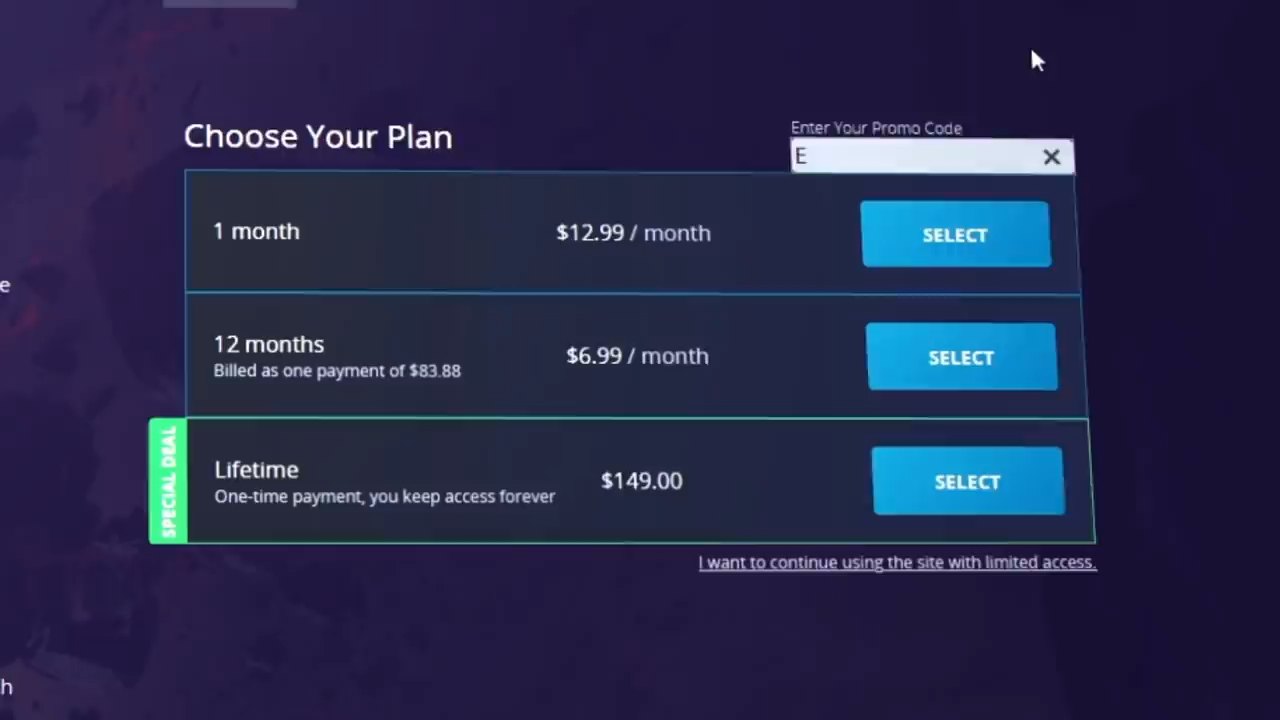 Choose Your Plan
Enter Your Promo Code
E
1 month
$12.99 / month
SELECT
12 months
Billed as one payment of $83.88
$6.99 / month
SELECT
SPECIAL DEAL
Lifetime
One-time payment, you keep access forever
$149.00
SELECT
I want to continue using the site with limited access.
e
h